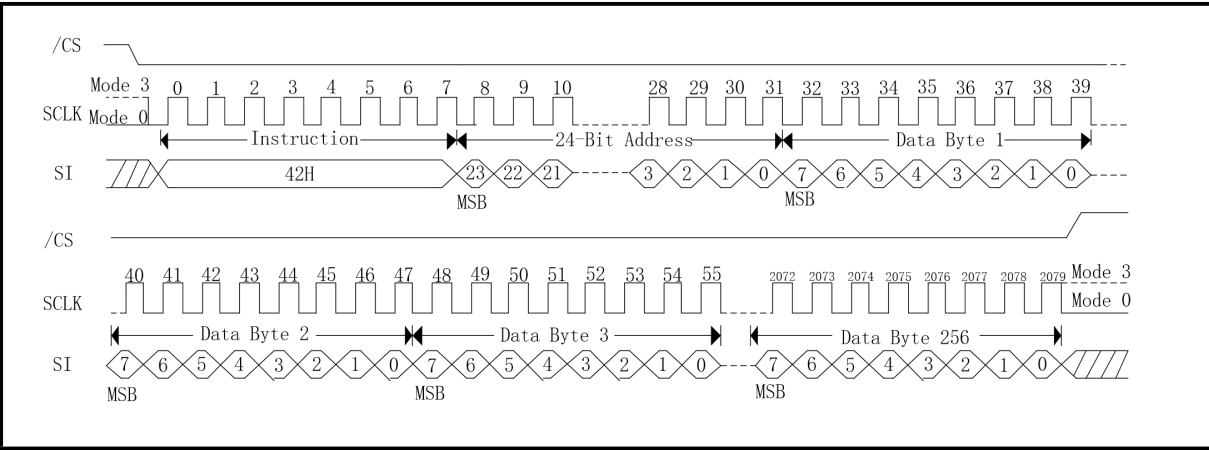 /CS
Mode 3 0 1 2 3 4 5 6 7 8 9 10 28 29 30 31 32 33 34 35 36 37 38 39
SCLK Mode 0
Instruction 24-Bit Address Data Byte 1
SI 42H 23 22 21 3 2 1 0 7 6 5 4 3 2 1 0
MSB MSB
/CS
40 41 42 43 44 45 46 47 48 49 50 51 52 53 54 55 2072 2073 2074 2075 2076 2077 2078 2079 Mode 3
SCLK Mode 0
Data Byte 2 Data Byte 3 Data Byte 256
SI 7 6 5 4 3 2 1 0 7 6 5 4 3 2 1 0 7 6 5 4 3 2 1 0
MSB MSB MSB